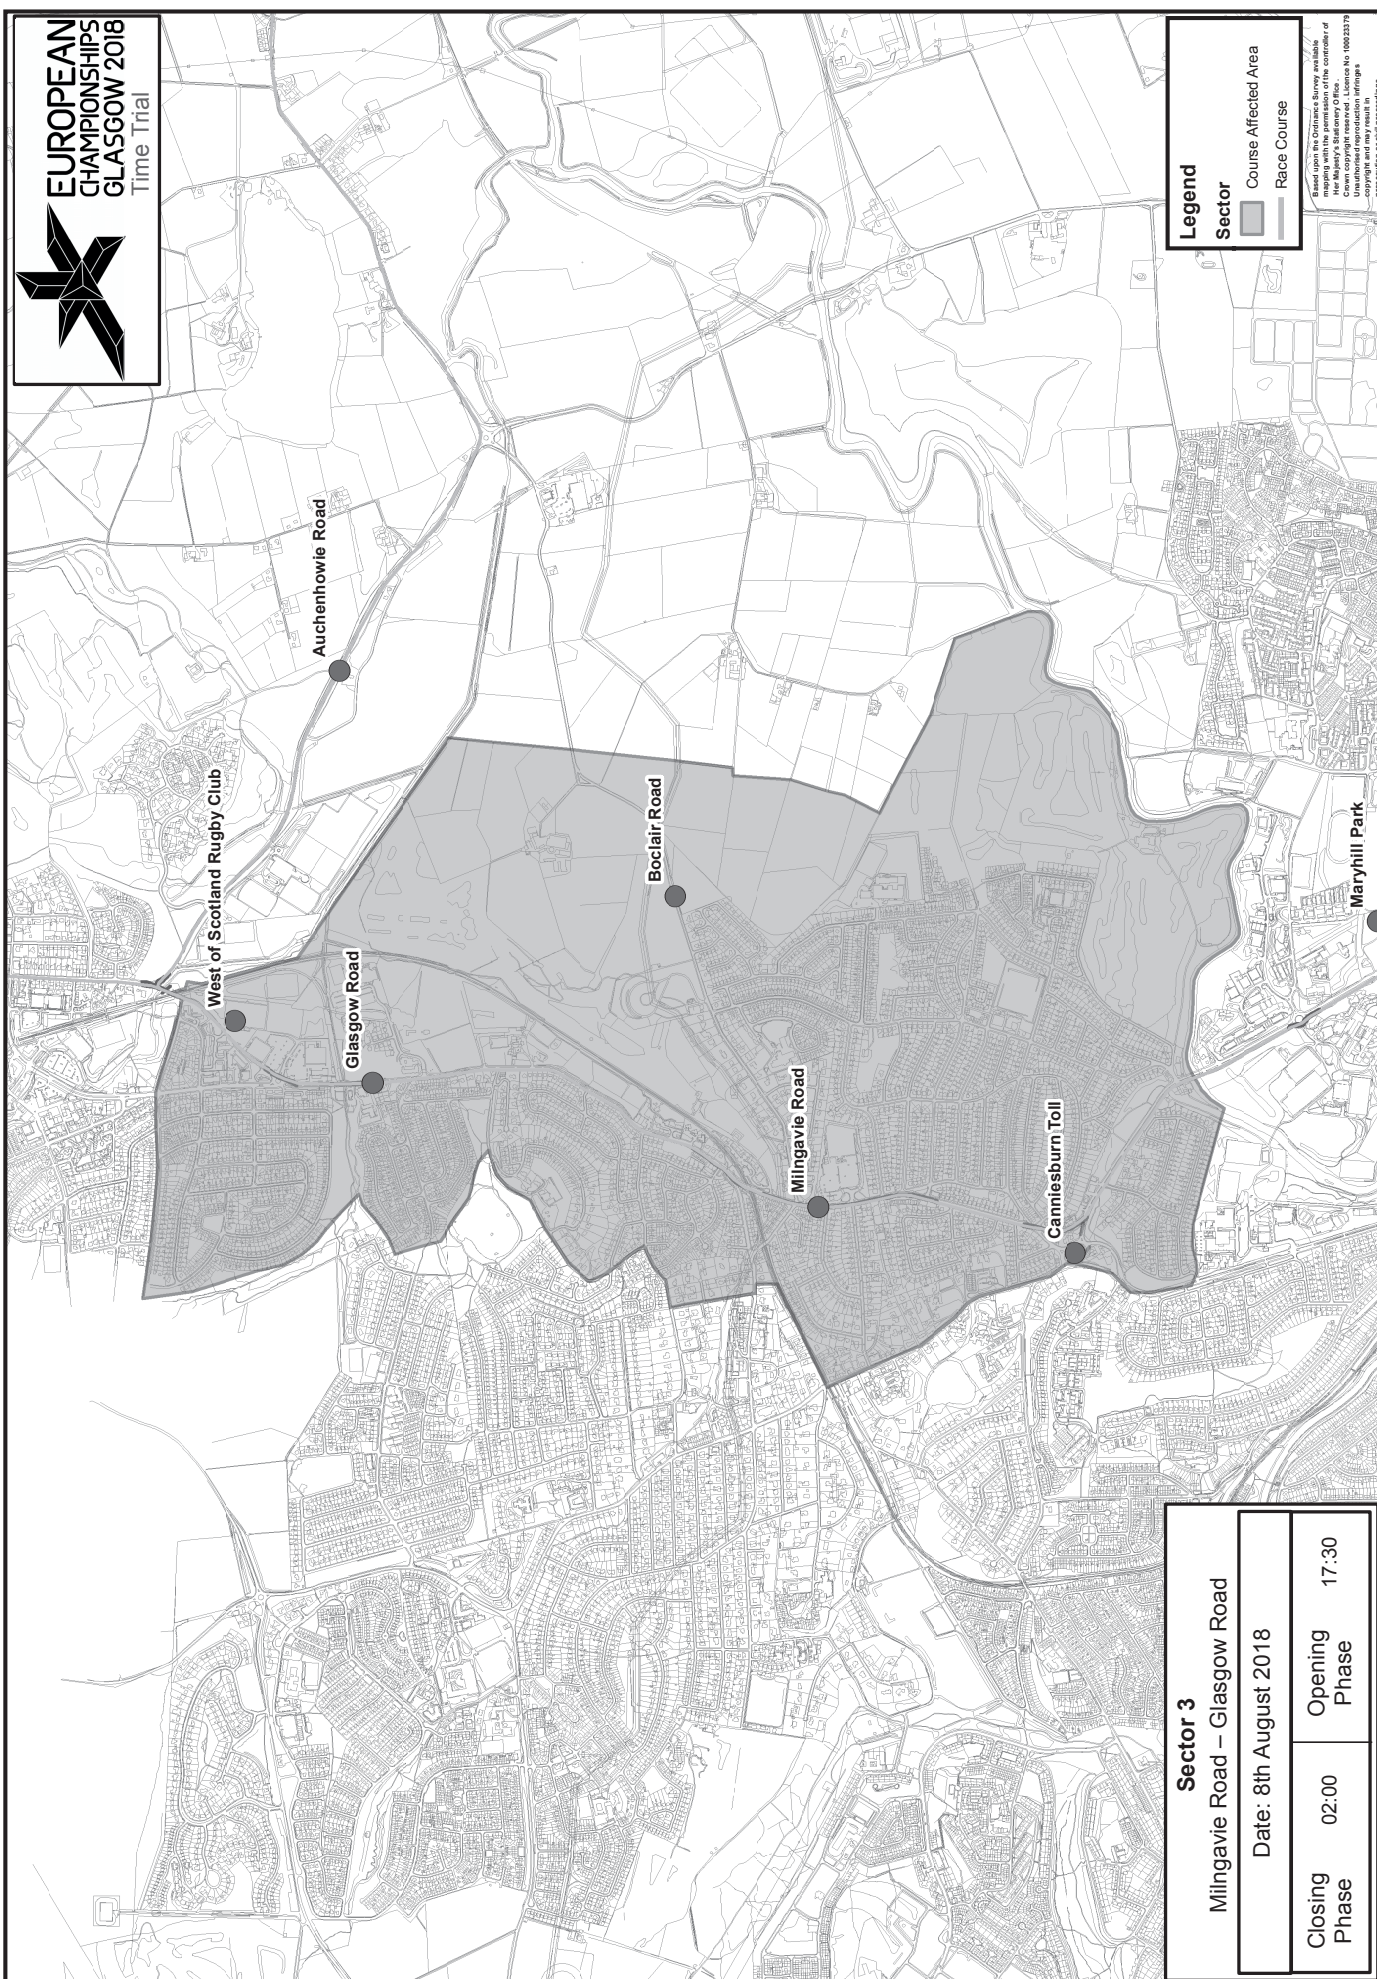 EUROPEAN
CHAMPIONSHIPS
GLASGOW 2018
Time Trial
Auchenhowie Road
West of Scotland Rugby Club
Glasgow Road
Boclair Road
Milngavie Road
Canniesburn Toll
Maryhill Park
Legend
Sector
Course Affected Area
Race Course
Based upon the Ordnance Survey available
mapping with the permission of the controller of
Her Majesty's Stationery Office.
Crown copyright reserved. Licence No 100023379
Unauthorised reproduction infringes
copyright and may result in
Sector 3
Milngavie Road – Glasgow Road
Date: 8th August 2018
Closing Phase 02:00 Opening Phase 17:30